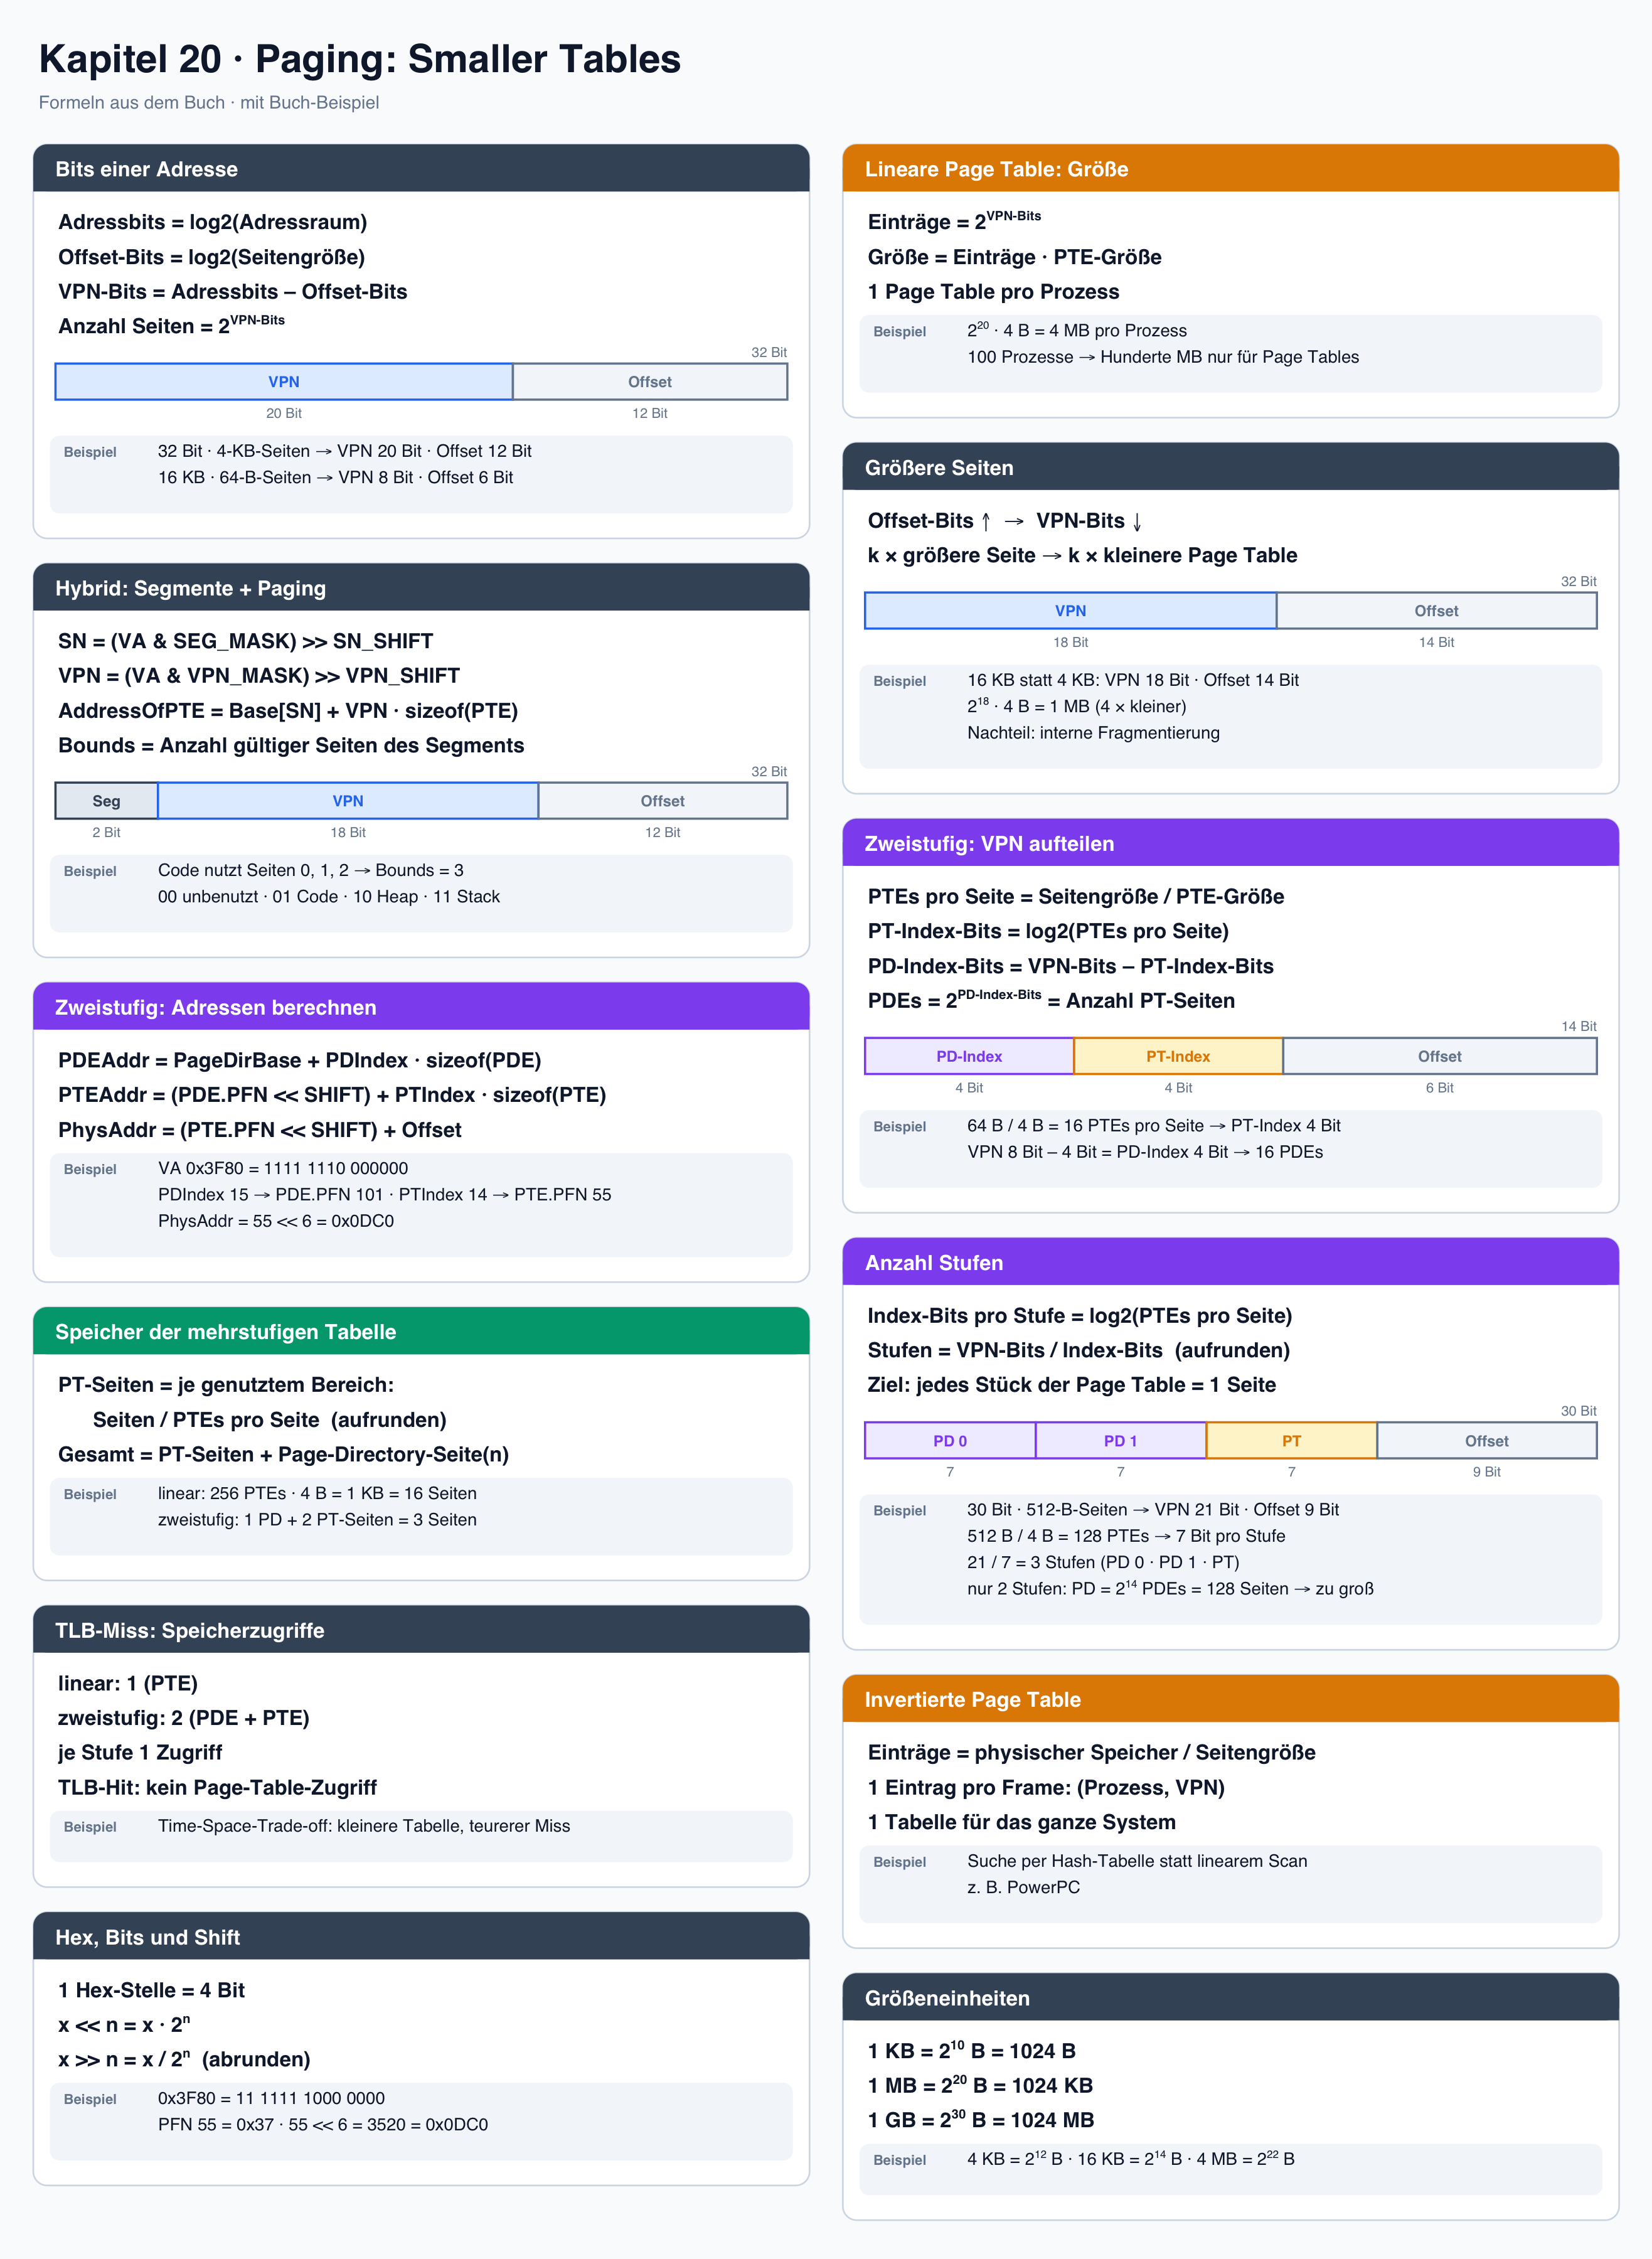 Kapitel 20 · Paging: Smaller Tables
Formeln aus dem Buch · mit Buch-Beispiel
Bits einer Adresse
Adressbits = log2(Adressraum)
Offset-Bits = log2(Seitengröße)
VPN-Bits = Adressbits – Offset-Bits
Anzahl Seiten = 2^VPN-Bits
32 Bit
VPN Offset
20 Bit 12 Bit
Beispiel 32 Bit · 4-KB-Seiten → VPN 20 Bit · Offset 12 Bit
16 KB · 64-B-Seiten → VPN 8 Bit · Offset 6 Bit
Hybrid: Segmente + Paging
SN = (VA & SEG_MASK) >> SN_SHIFT
VPN = (VA & VPN_MASK) >> VPN_SHIFT
AddressOfPTE = Base[SN] + VPN · sizeof(PTE)
Bounds = Anzahl gültiger Seiten des Segments
32 Bit
Seg VPN Offset
2 Bit 18 Bit 12 Bit
Beispiel Code nutzt Seiten 0, 1, 2 → Bounds = 3
00 unbenutzt · 01 Code · 10 Heap · 11 Stack
Zweistufig: Adressen berechnen
PDEAddr = PageDirBase + PDIndex · sizeof(PDE)
PTEAddr = (PDE.PFN << SHIFT) + PTIndex · sizeof(PTE)
PhysAddr = (PTE.PFN << SHIFT) + Offset
Beispiel VA 0x3F80 = 1111 1110 000000
PDIndex 15 → PDE.PFN 101 · PTIndex 14 → PTE.PFN 55
PhysAddr = 55 << 6 = 0x0DC0
Speicher der mehrstufigen Tabelle
PT-Seiten = je genutztem Bereich:
Seiten / PTEs pro Seite (aufrunden)
Gesamt = PT-Seiten + Page-Directory-Seite(n)
Beispiel linear: 256 PTEs · 4 B = 1 KB = 16 Seiten
zweistufig: 1 PD + 2 PT-Seiten = 3 Seiten
TLB-Miss: Speicherzugriffe
linear: 1 (PTE)
zweistufig: 2 (PDE + PTE)
je Stufe 1 Zugriff
TLB-Hit: kein Page-Table-Zugriff
Beispiel Time-Space-Trade-off: kleinere Tabelle, teurerer Miss
Hex, Bits und Shift
1 Hex-Stelle = 4 Bit
x << n = x · 2^n
x >> n = x / 2^n (abrunden)
Beispiel 0x3F80 = 11 1111 1000 0000
PFN 55 = 0x37 · 55 << 6 = 3520 = 0x0DC0
Lineare Page Table: Größe
Einträge = 2^VPN-Bits
Größe = Einträge · PTE-Größe
1 Page Table pro Prozess
Beispiel 2^20 · 4 B = 4 MB pro Prozess
100 Prozesse → Hunderte MB nur für Page Tables
Größere Seiten
Offset-Bits ↑ → VPN-Bits ↓
k × größere Seite → k × kleinere Page Table
32 Bit
VPN Offset
18 Bit 14 Bit
Beispiel 16 KB statt 4 KB: VPN 18 Bit · Offset 14 Bit
2^18 · 4 B = 1 MB (4 × kleiner)
Nachteil: interne Fragmentierung
Zweistufig: VPN aufteilen
PTEs pro Seite = Seitengröße / PTE-Größe
PT-Index-Bits = log2(PTEs pro Seite)
PD-Index-Bits = VPN-Bits – PT-Index-Bits
PDEs = 2^PD-Index-Bits = Anzahl PT-Seiten
14 Bit
PD-Index PT-Index Offset
4 Bit 4 Bit 6 Bit
Beispiel 64 B / 4 B = 16 PTEs pro Seite → PT-Index 4 Bit
VPN 8 Bit – 4 Bit = PD-Index 4 Bit → 16 PDEs
Anzahl Stufen
Index-Bits pro Stufe = log2(PTEs pro Seite)
Stufen = VPN-Bits / Index-Bits (aufrunden)
Ziel: jedes Stück der Page Table = 1 Seite
30 Bit
PD 0 PD 1 PT Offset
7 7 7 9 Bit
Beispiel 30 Bit · 512-B-Seiten → VPN 21 Bit · Offset 9 Bit
512 B / 4 B = 128 PTEs → 7 Bit pro Stufe
21 / 7 = 3 Stufen (PD 0 · PD 1 · PT)
nur 2 Stufen: PD = 2^14 PDEs = 128 Seiten → zu groß
Invertierte Page Table
Einträge = physischer Speicher / Seitengröße
1 Eintrag pro Frame: (Prozess, VPN)
1 Tabelle für das ganze System
Beispiel Suche per Hash-Tabelle statt linearem Scan
z. B. PowerPC
Größeneinheiten
1 KB = 2^10 B = 1024 B
1 MB = 2^20 B = 1024 KB
1 GB = 2^30 B = 1024 MB
Beispiel 4 KB = 2^12 B · 16 KB = 2^14 B · 4 MB = 2^22 B